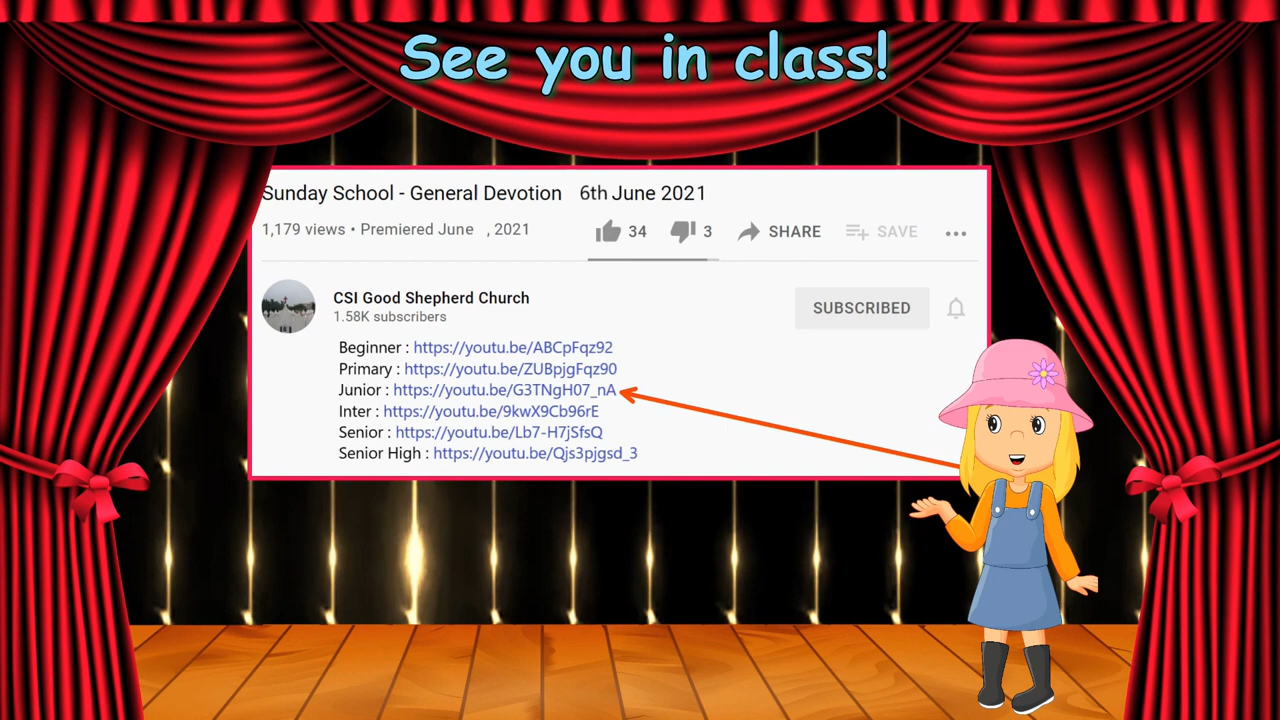 See you in class!
Sunday School - General Devotion 6th June 2021
1,179 views • Premiered June , 2021
34 3 SHARE SAVE
CSI Good Shepherd Church
1.58K subscribers
SUBSCRIBED
Beginner : https://youtu.be/ABCpFqz92
Primary : https://youtu.be/ZUBpjgFqz90
Junior : https://youtu.be/G3TNgH07_nA
Inter : https://youtu.be/9kwX9Cb96rE
Senior : https://youtu.be/Lb7-H7jSfsQ
Senior High : https://youtu.be/Qjs3pjgsd_3